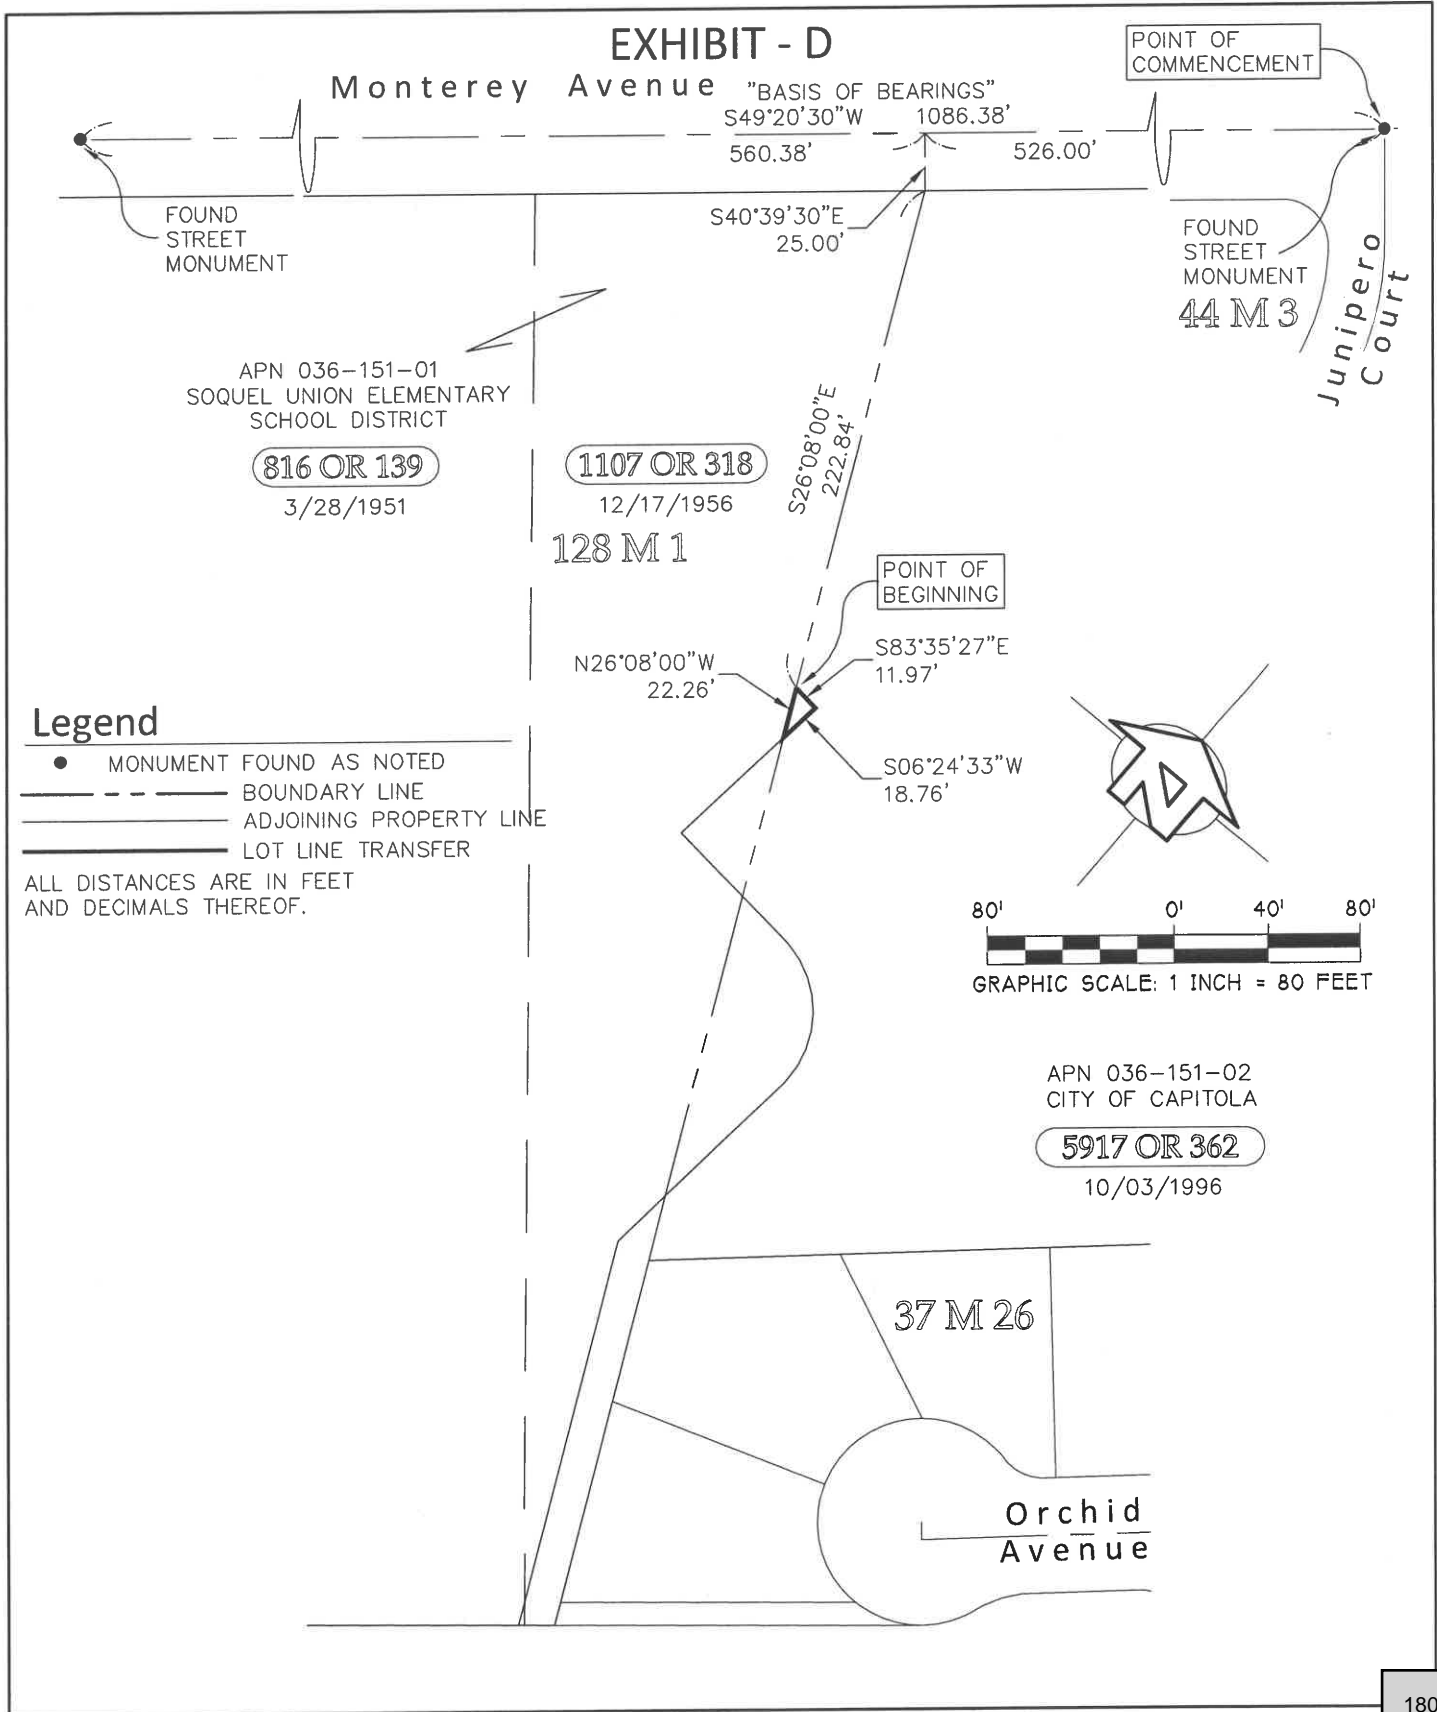 EXHIBIT - D
Monterey Avenue
"BASIS OF BEARINGS"
S49°20'30"W 1086.38'
560.38'
526.00'
POINT OF
COMMENCEMENT
FOUND
STREET
MONUMENT
S40°39'30"E
25.00'
FOUND
STREET
MONUMENT
44 M 3
Junipero
Court
APN 036-151-01
SOQUEL UNION ELEMENTARY
SCHOOL DISTRICT
816 OR 139
3/28/1951
1107 OR 318
12/17/1956
128 M 1
S26°08'00"E
222.84'
POINT OF
BEGINNING
N26°08'00"W
22.26'
S83°35'27"E
11.97'
S06°24'33"W
18.76'
Legend
MONUMENT FOUND AS NOTED
BOUNDARY LINE
ADJOINING PROPERTY LINE
LOT LINE TRANSFER
ALL DISTANCES ARE IN FEET
AND DECIMALS THEREOF.
80' 0' 40' 80'
GRAPHIC SCALE: 1 INCH = 80 FEET
APN 036-151-02
CITY OF CAPITOLA
5917 OR 362
10/03/1996
37 M 26
Orchid
Avenue
180